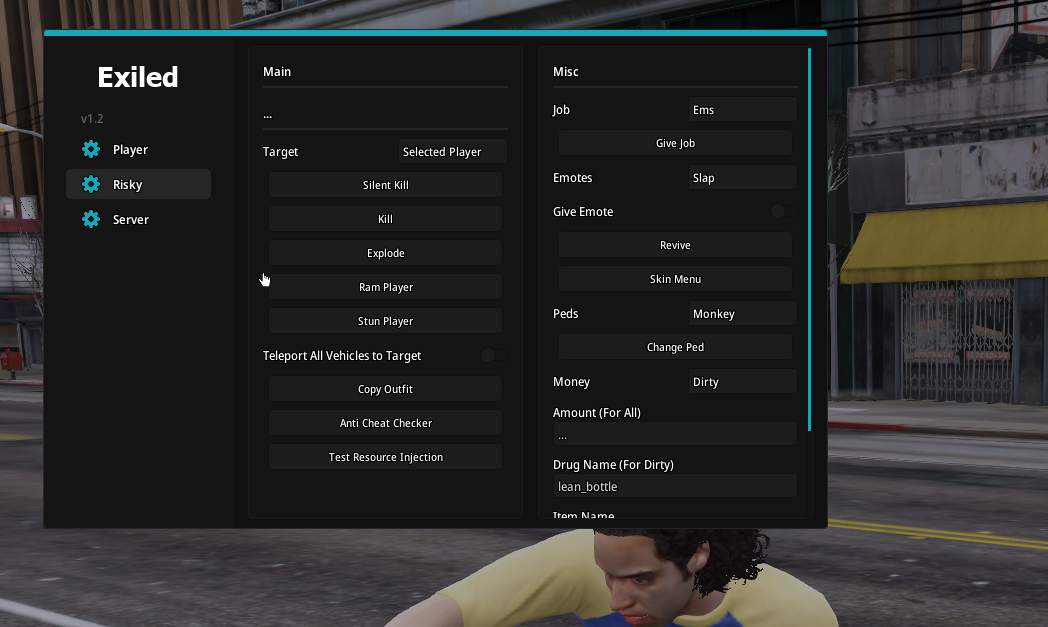 Exiled
v1.2
Player
Risky
Server
Main
...
Target
Selected Player
Silent Kill
Kill
Explode
Ram Player
Stun Player
Teleport All Vehicles to Target
Copy Outfit
Anti Cheat Checker
Test Resource Injection
Misc
Job
Ems
Give Job
Emotes
Slap
Give Emote
Revive
Skin Menu
Peds
Monkey
Change Ped
Money
Dirty
Amount (For All)
...
Drug Name (For Dirty)
lean_bottle
Item Name